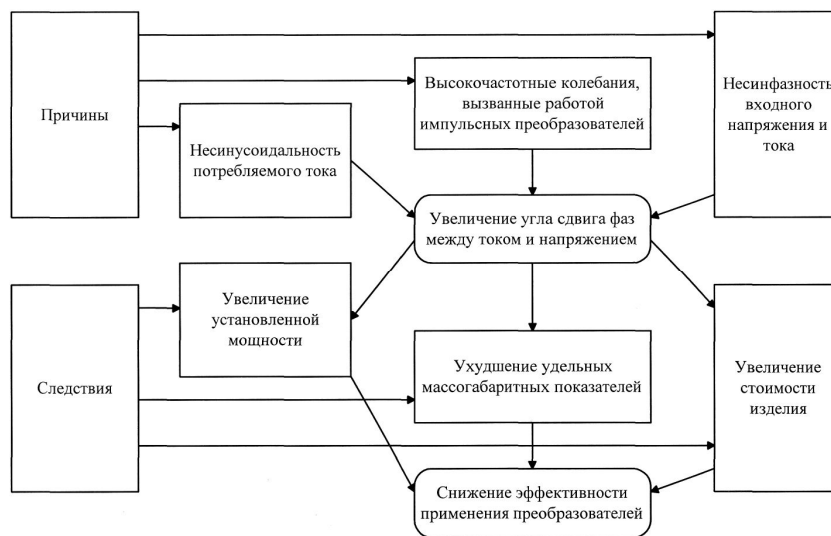 Причины
Несинусоидальность
потребляемого тока
Высокочастотные колебания,
вызванные работой
импульсных преобразователей
Несинфазность
входного
напряжения и
тока
Увеличение угла сдвига фаз
между током и напряжением
Следствия
Увеличение
установленной
мощности
Ухудшение удельных
массогабаритных показателей
Увеличение
стоимости
изделия
Снижение эффективности
применения преобразователей